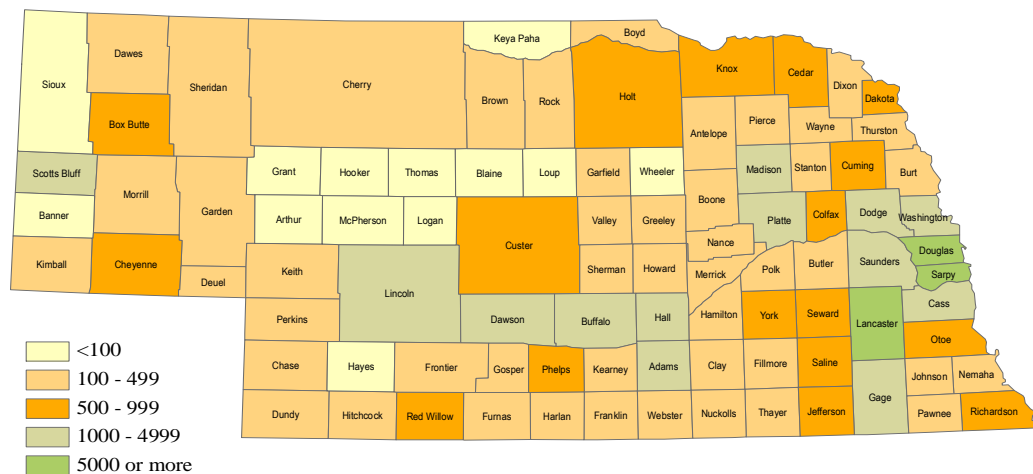 Keya Paha
Boyd
Dawes
Sioux
Sheridan
Cherry
Knox
Cedar
Dixon
Dakota
Brown
Rock
Holt
Box Butte
Antelope
Pierce
Wayne
Thurston
Scotts Bluff
Morrill
Garden
Grant
Hooker
Thomas
Blaine
Loup
Garfield
Wheeler
Madison
Stanton
Cuming
Burt
Banner
Arthur
McPherson
Logan
Custer
Valley
Greeley
Boone
Platte
Colfax
Dodge
Washington
Kimball
Cheyenne
Deuel
Keith
Lincoln
Sherman
Howard
Nance
Merrick
Polk
Butler
Saunders
Douglas
Sarpy
Perkins
Dawson
Buffalo
Hall
Hamilton
York
Seward
Lancaster
Cass
Otoe
<100
Chase
Hayes
Frontier
Gosper
Phelps
Kearney
Adams
Clay
Fillmore
Saline
Gage
Johnson
Nemaha
100 - 499
500 - 999
Dundy
Hitchcock
Red Willow
Furnas
Harlan
Franklin
Webster
Nuckolls
Thayer
Jefferson
Pawnee
Richardson
1000 - 4999
5000 or more